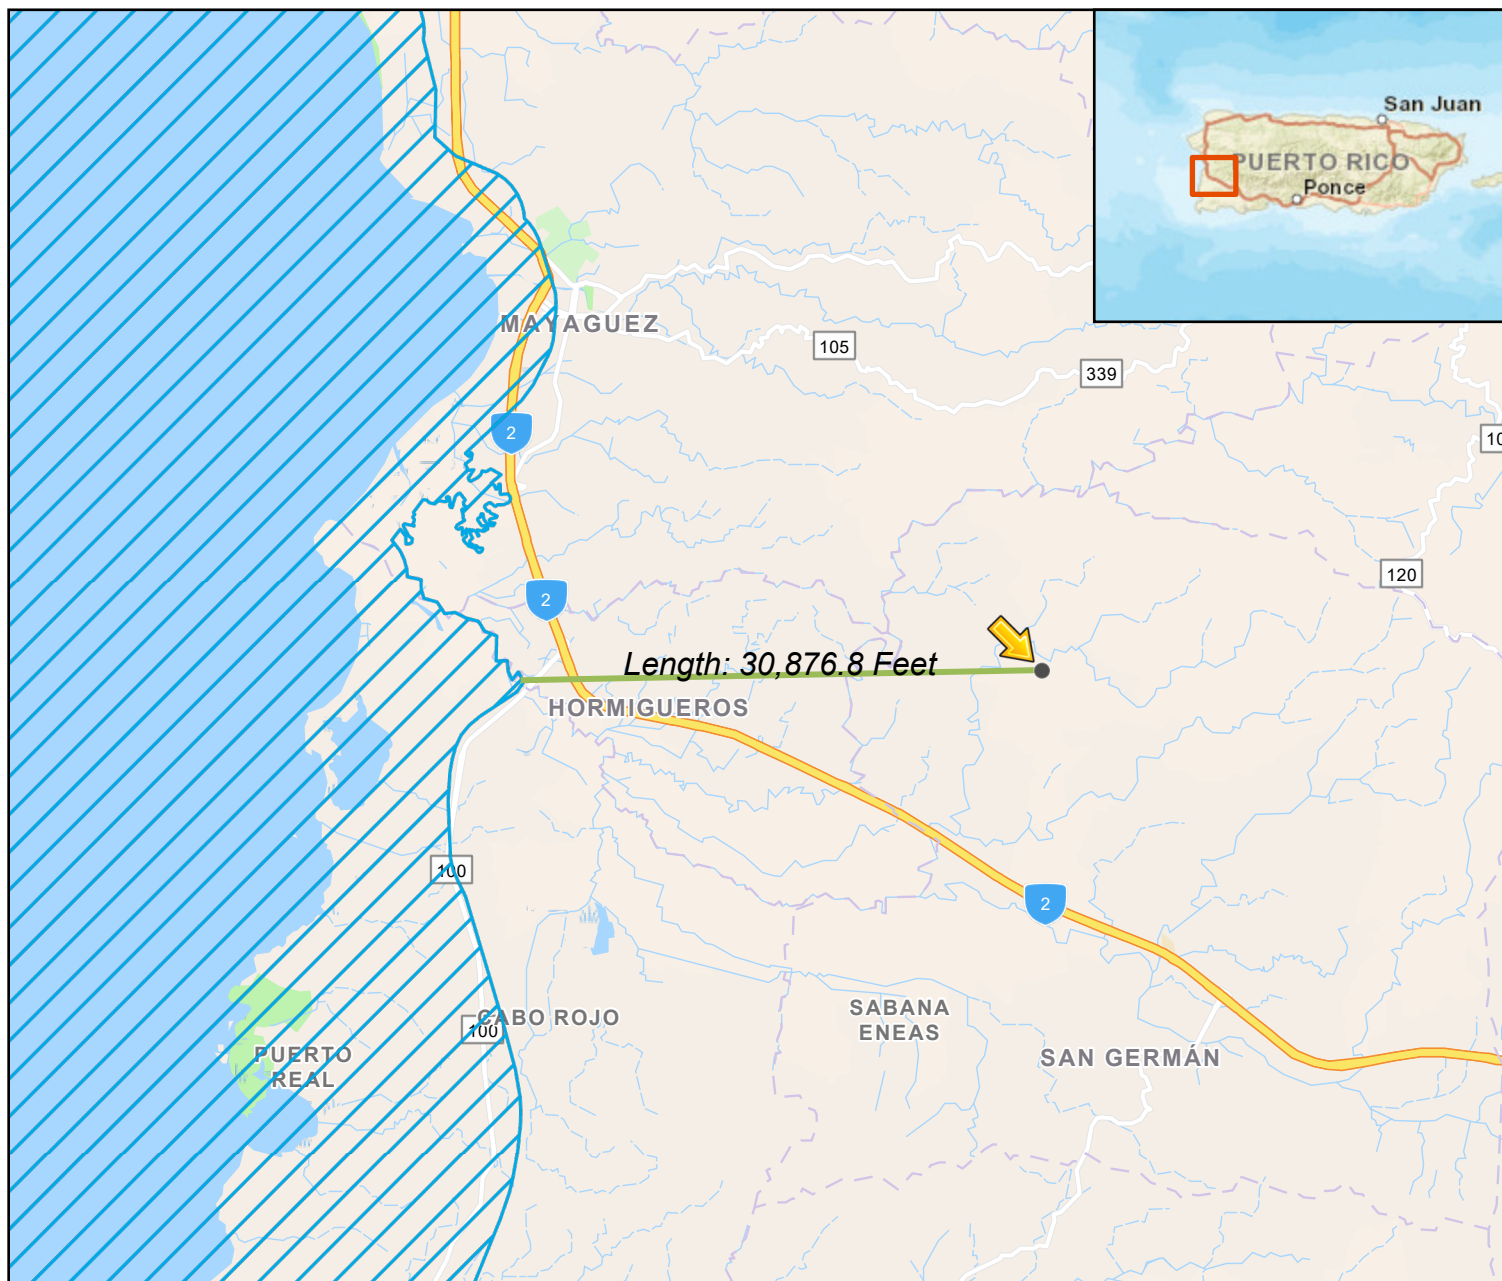 San Juan
PUERTO RICO
Ponce
MAYAGUEZ
105
339
2
10
120
2
Length: 30,876.8 Feet
HORMIGUEROS
100
2
SABANA
ENEAS
CABO ROJO
100
PUERTO
REAL
SAN GERMÁN